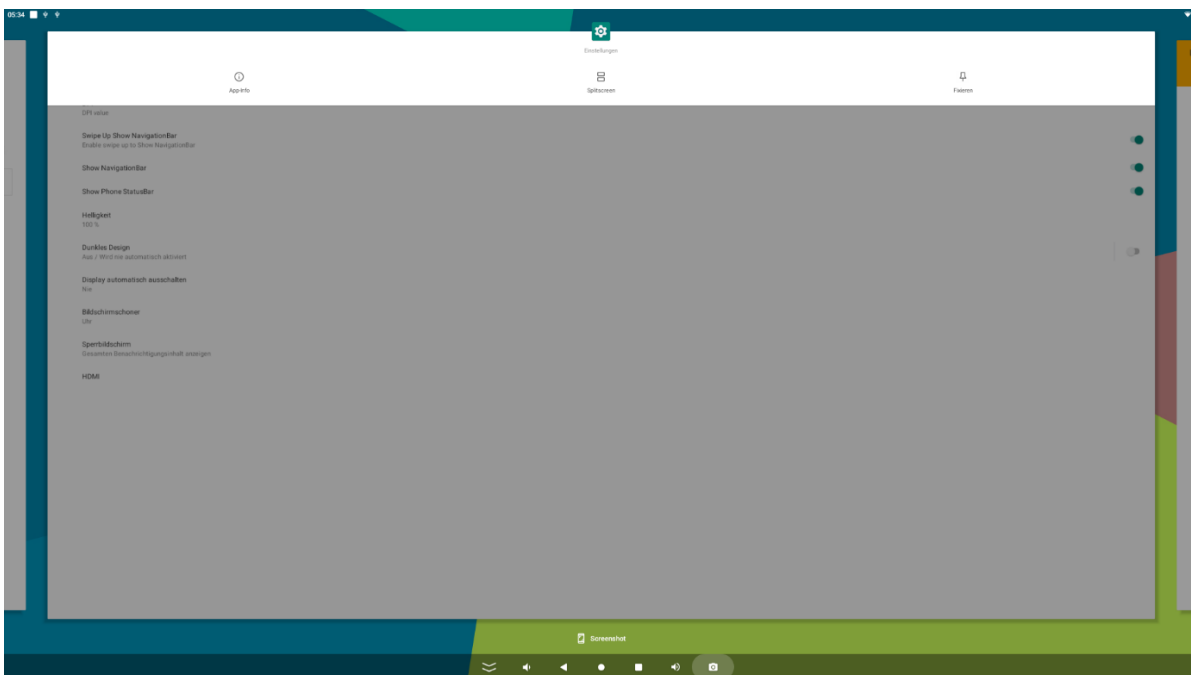 05:34
Einstellungen
App-Info
Splitscreen
Fixieren
DPI value
Swipe Up Show NavigationBar
Enable swipe up to Show NavigationBar
Show NavigationBar
Show Phone StatusBar
Helligkeit
100 %
Dunkles Design
Aus / Wird nie automatisch aktiviert
Display automatisch ausschalten
Nie
Bildschirmschoner
Uhr
Sperrbildschirm
Gesamten Benachrichtigungsinhalt anzeigen
HDMI
Screenshot